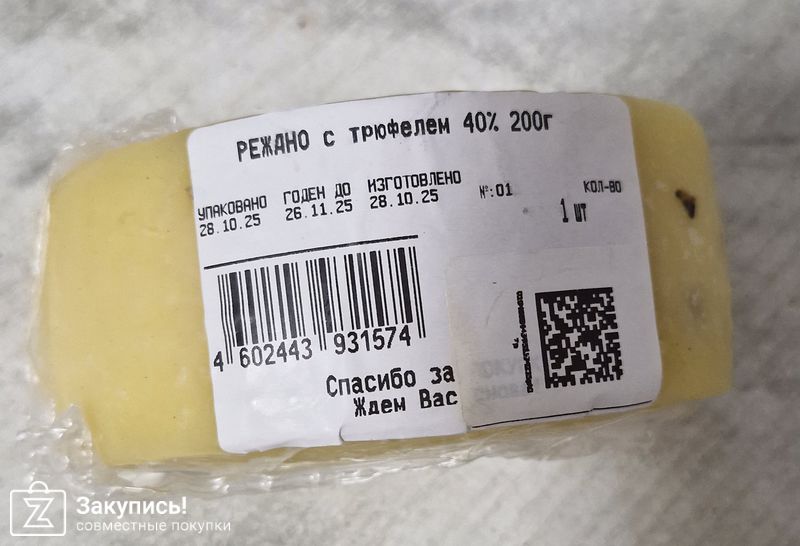 РЕЖАНО с трюфелем 40% 200г
УПАКОВАНО ГОДЕН ДО ИЗГОТОВЛЕНО №:01 КОЛ-ВО
28.10.25 26.11.25 28.10.25 1 шт
4 602443 931574
Спасибо за
Ждем Вас
Закупись!
совместные покупки